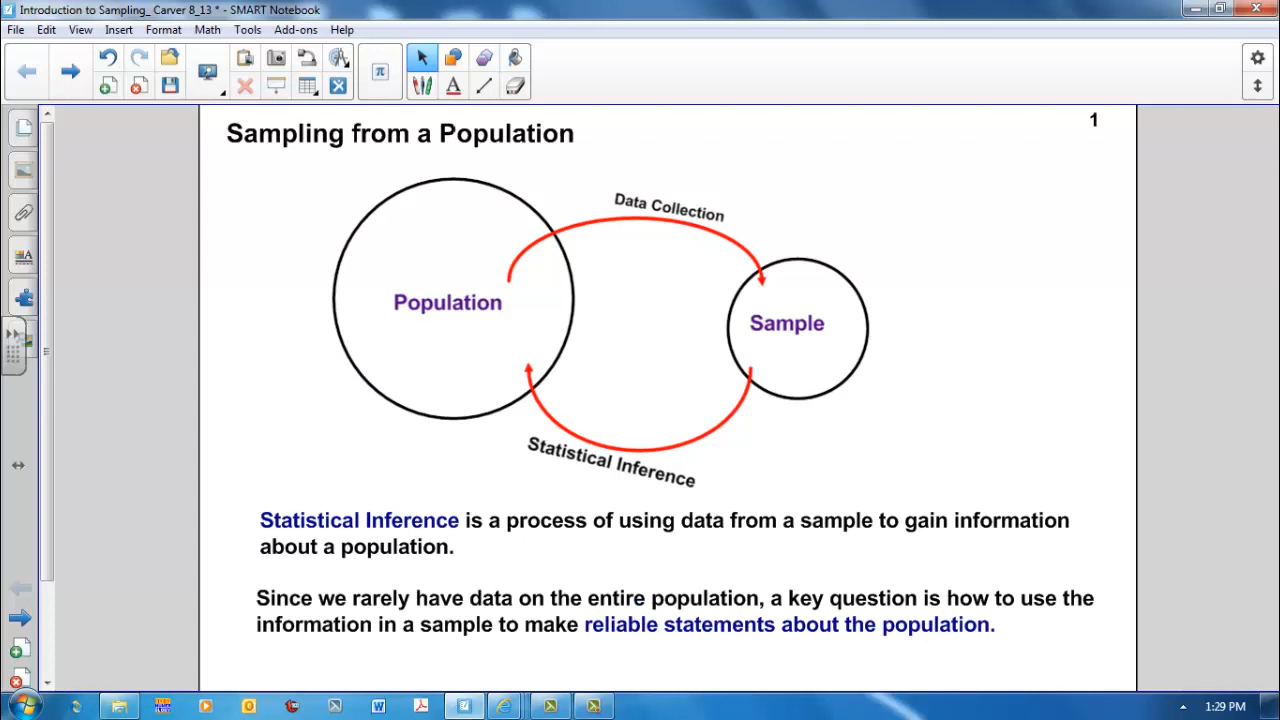 Introduction to Sampling_ Carver 8_13 * - SMART Notebook
File Edit View Insert Format Math Tools Add-ons Help
π
A
Sampling from a Population
1
Data Collection
Population
Sample
Statistical Inference
Statistical Inference is a process of using data from a sample to gain information
about a population.
Since we rarely have data on the entire population, a key question is how to use the
information in a sample to make reliable statements about the population.
1:29 PM